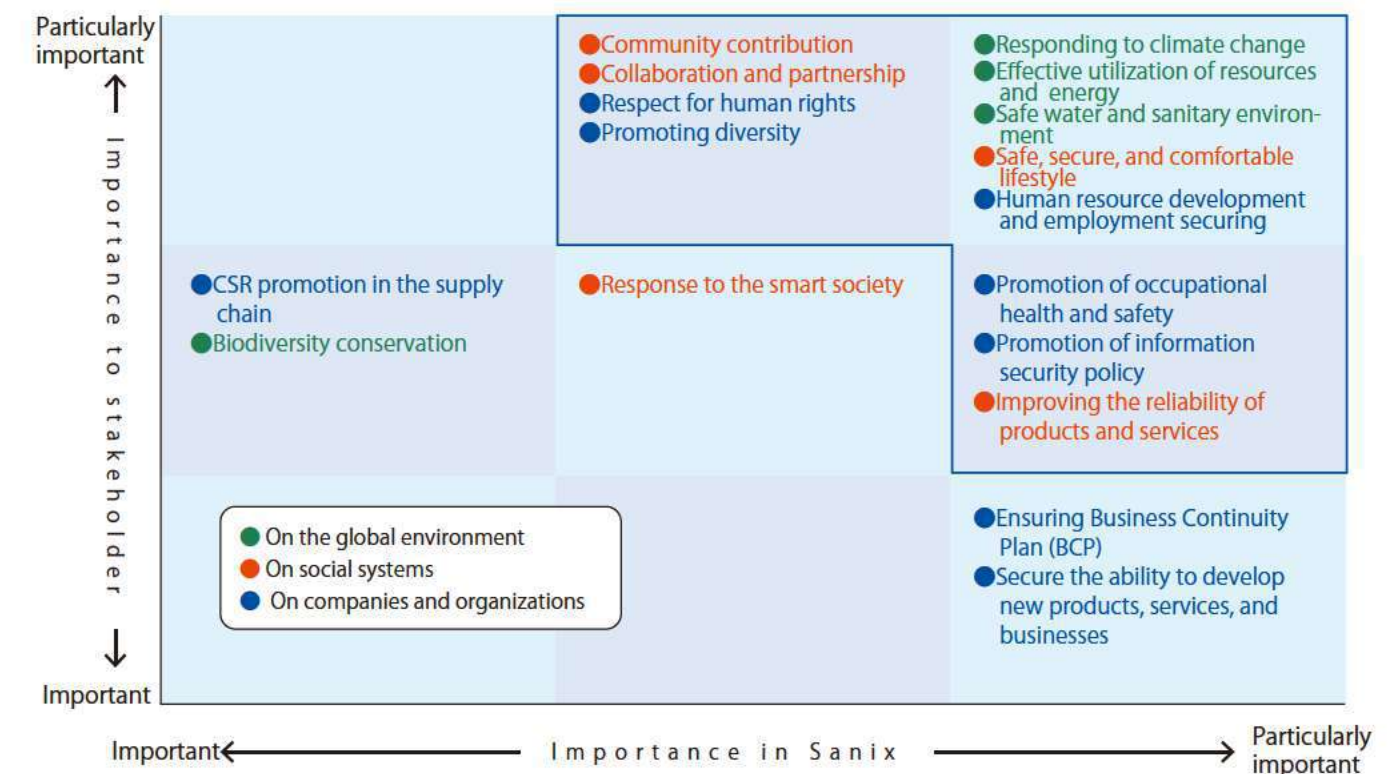 Particularly
important
Importance to stakeholder
Important
Community contribution
Collaboration and partnership
Respect for human rights
Promoting diversity
Responding to climate change
Effective utilization of resources
and energy
Safe water and sanitary environ-
ment
Safe, secure, and comfortable
lifestyle
Human resource development
and employment securing
CSR promotion in the supply
chain
Biodiversity conservation
Response to the smart society
Promotion of occupational
health and safety
Promotion of information
security policy
Improving the reliability of
products and services
On the global environment
On social systems
On companies and organizations
Ensuring Business Continuity
Plan (BCP)
Secure the ability to develop
new products, services, and
businesses
Important
Importance in Sanix
Particularly
important